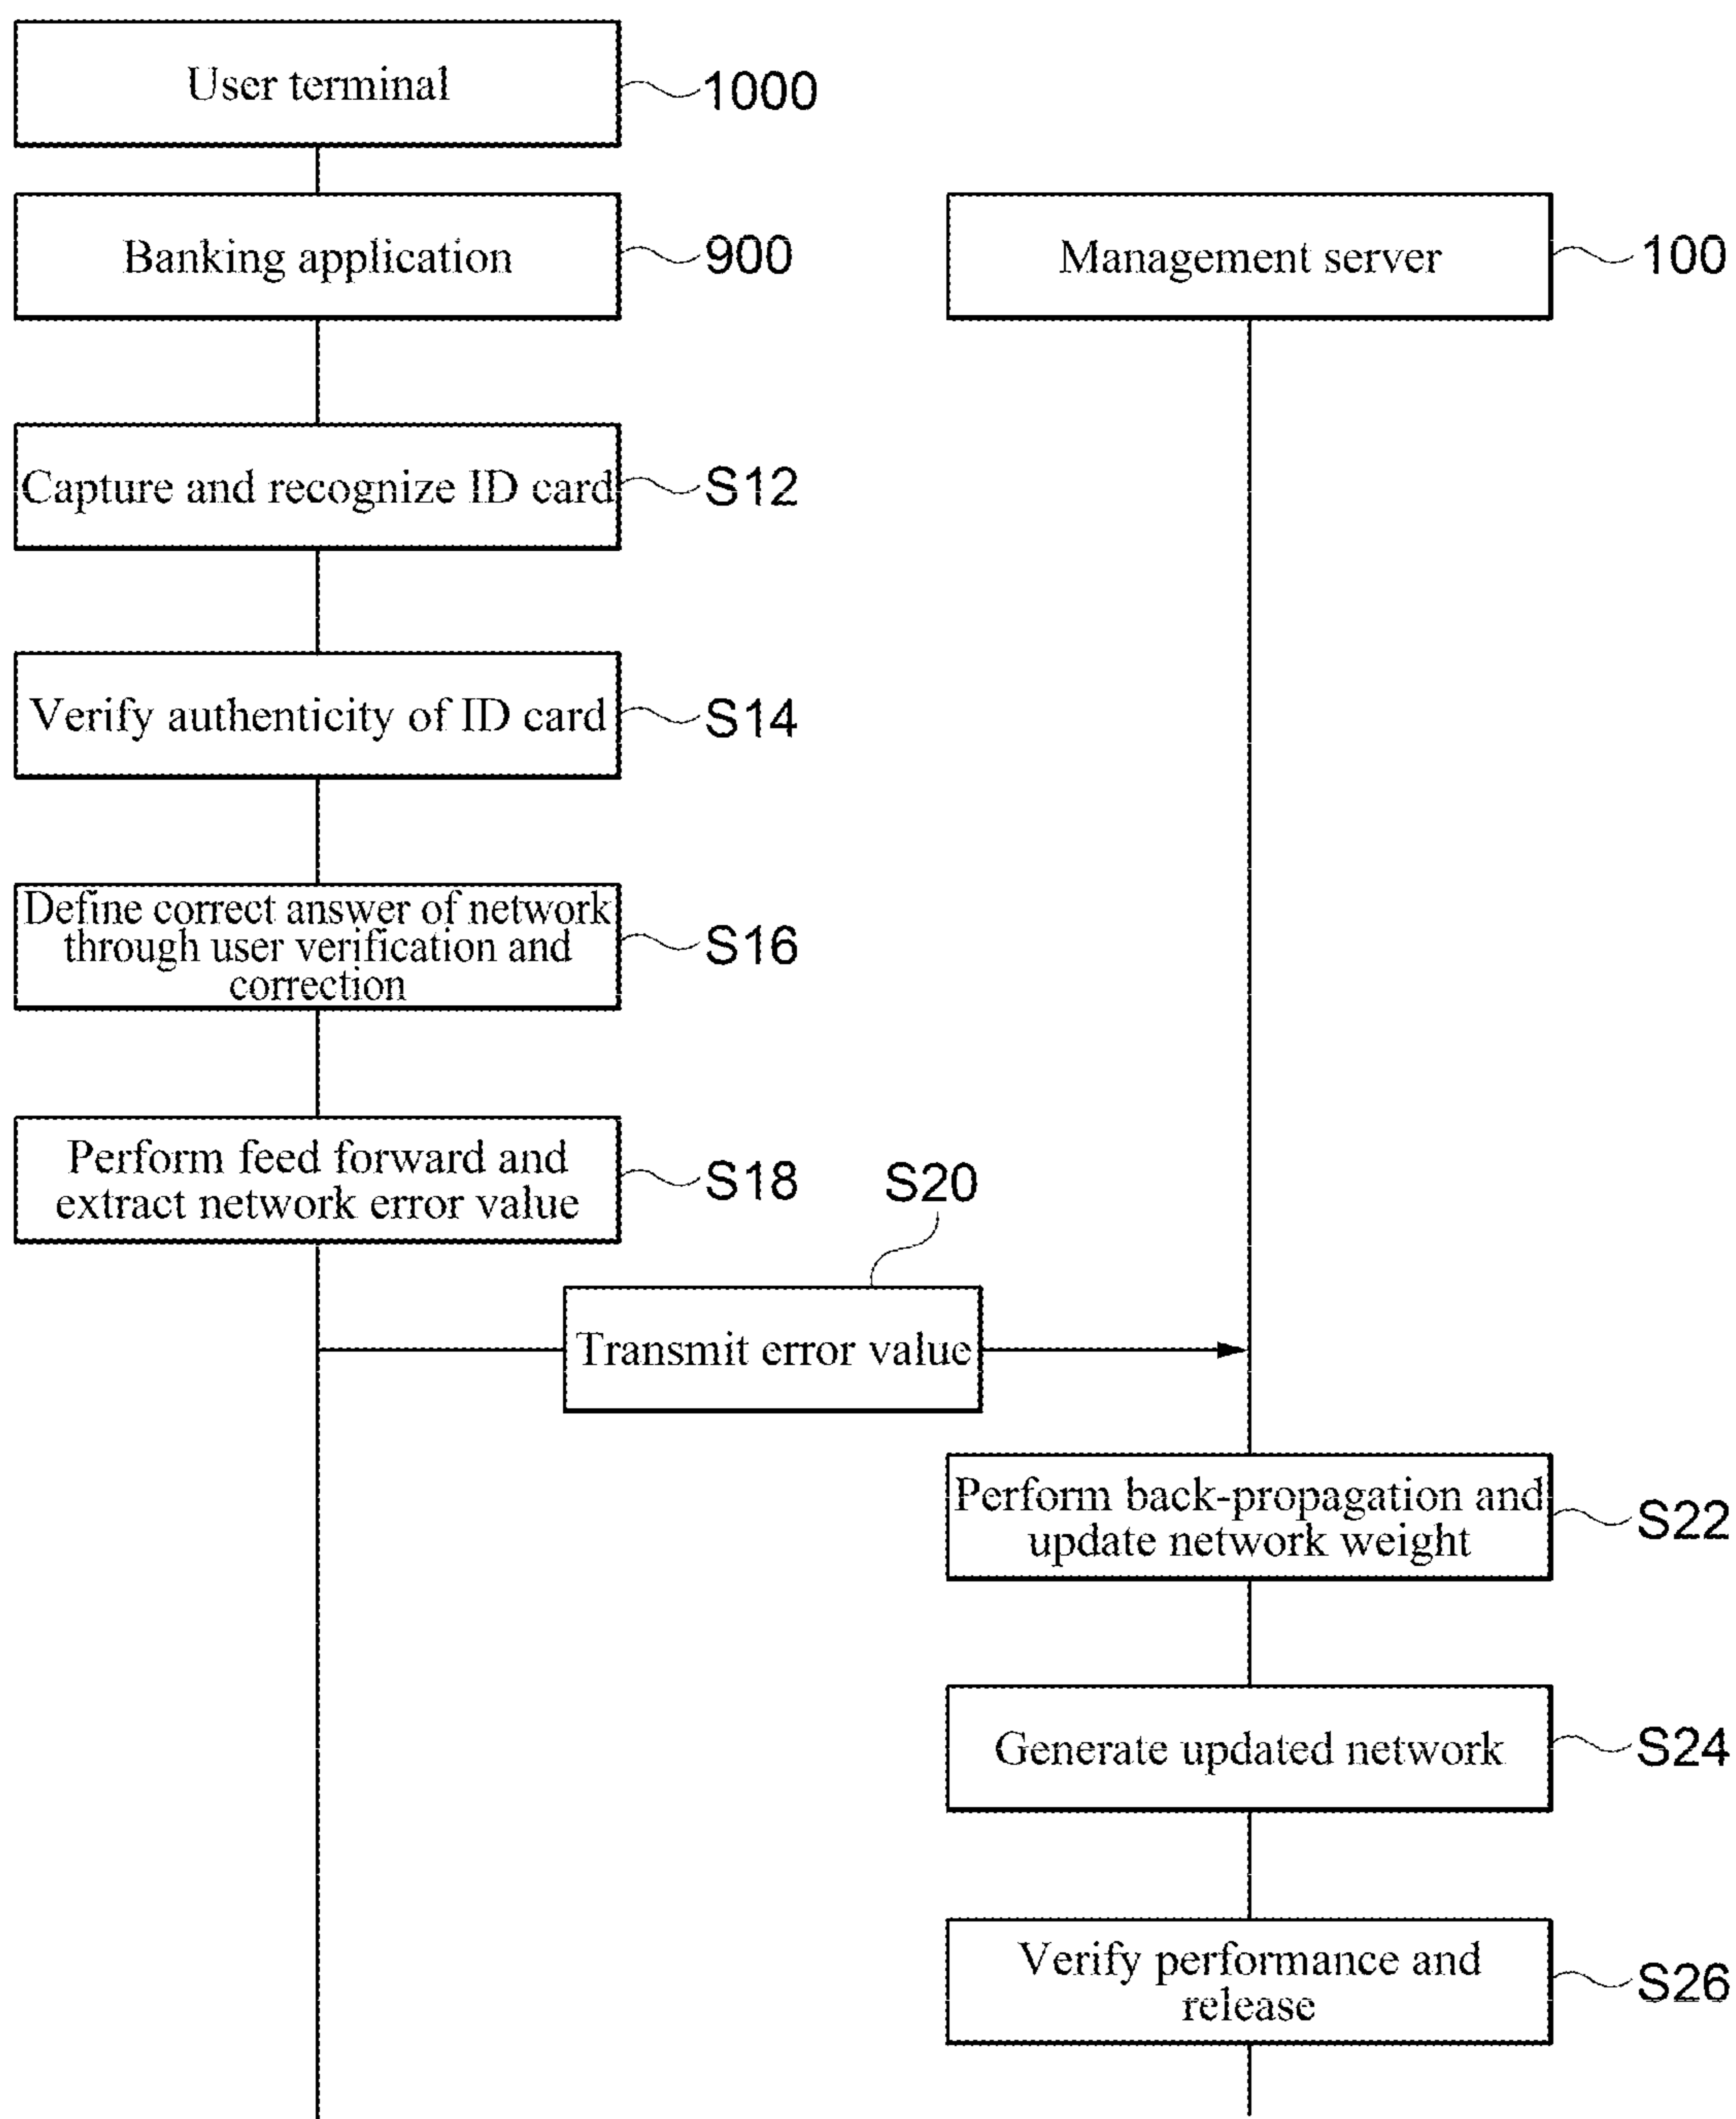 User terminal
1000
Banking application
900
Management server
100
Capture and recognize ID card
S12
Verify authenticity of ID card
S14
Define correct answer of network
through user verification and
correction
S16
Perform feed forward and
extract network error value
S18
S20
Transmit error value
Perform back-propagation and
update network weight
S22
Generate updated network
S24
Verify performance and
release
S26